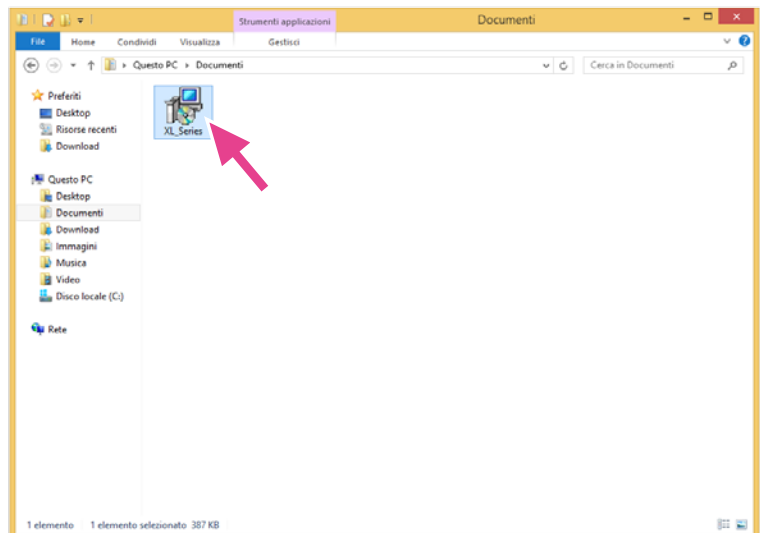 Strumenti applicazioni
Documenti
File Home Condividi Visualizza Gestisci
Questo PC Documenti
Cerca in Documenti
Preferiti
Desktop
Risorse recenti
Download
Questo PC
Desktop
Documenti
Download
Immagini
Musica
Video
Disco locale (C:)
Rete
XL_Series
1 elemento 1 elemento selezionato 387 KB